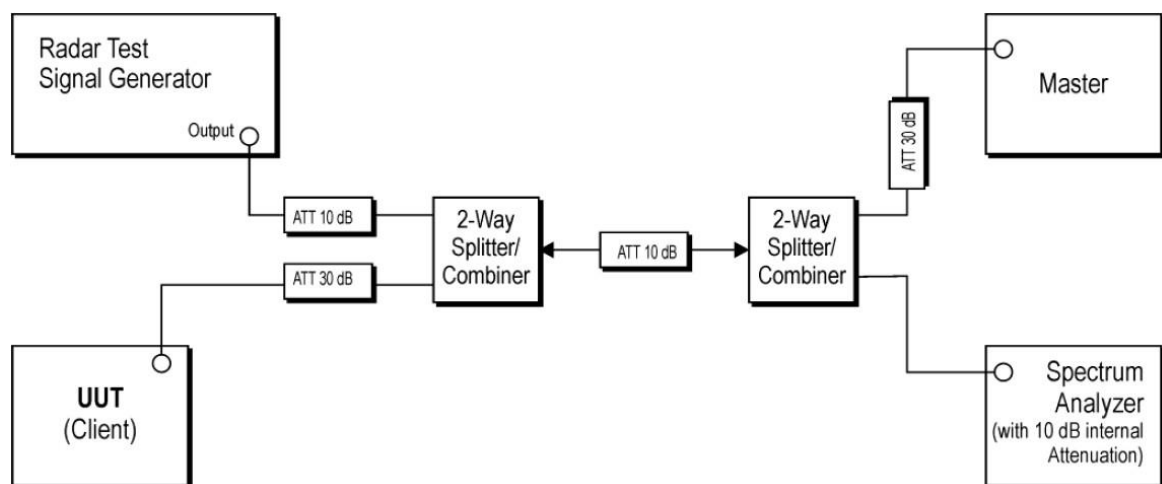 Radar Test
Signal Generator
Output
ATT 10 dB
ATT 30 dB
UUT
(Client)
2-Way
Splitter/
Combiner
ATT 10 dB
2-Way
Splitter/
Combiner
ATT 30 dB
Master
Spectrum
Analyzer
(with 10 dB internal
Attenuation)